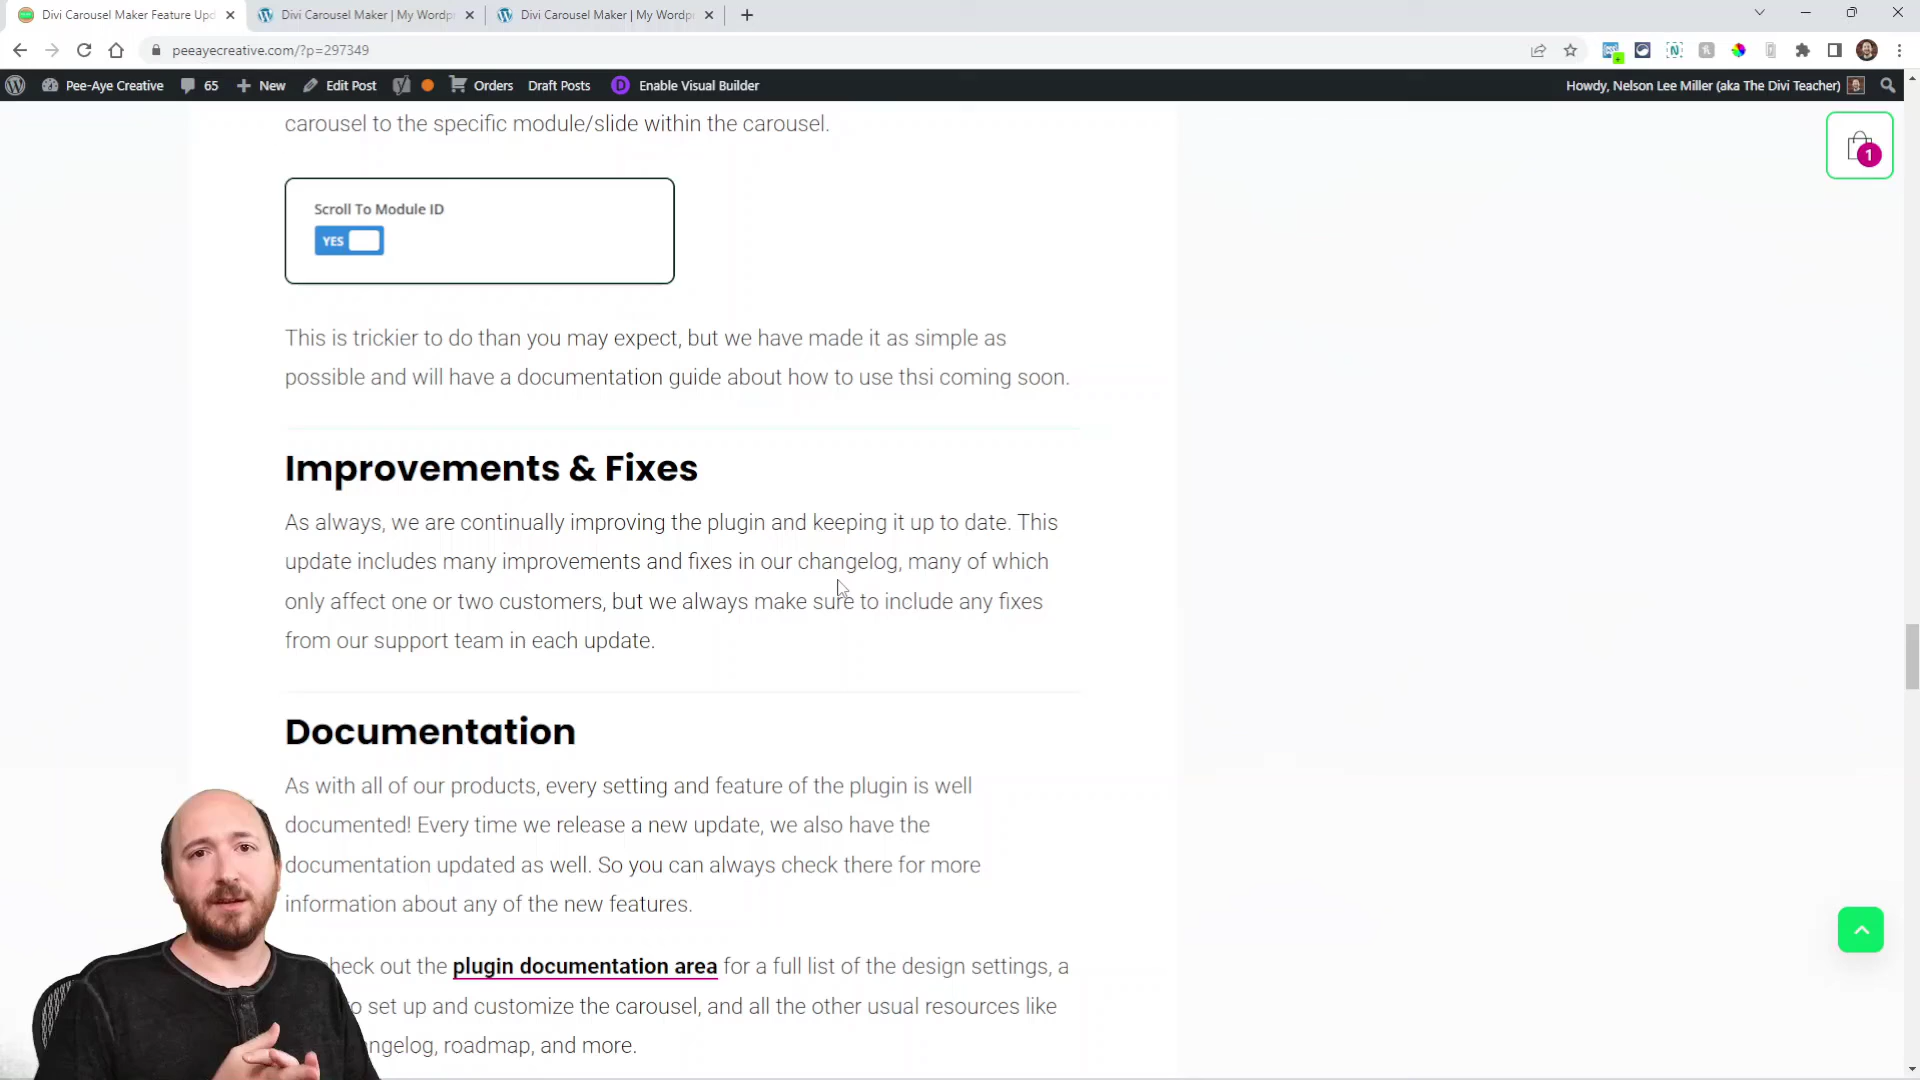 Divi Carousel Maker Feature Upd
Divi Carousel Maker | My Wordpr
Divi Carousel Maker | My Wordpr
peeayecreative.com/?p=297349
Pee-Aye Creative
65
New
Edit Post
Orders
Draft Posts
D
Enable Visual Builder
Howdy, Nelson Lee Miller (aka The Divi Teacher)
1
carousel to the specific module/slide within the carousel.
Scroll To Module ID
YES
This is trickier to do than you may expect, but we have made it as simple as
possible and will have a documentation guide about how to use thsi coming soon.
Improvements & Fixes
As always, we are continually improving the plugin and keeping it up to date. This
update includes many improvements and fixes in our changelog, many of which
only affect one or two customers, but we always make sure to include any fixes
from our support team in each update.
Documentation
As with all of our products, every setting and feature of the plugin is well
documented! Every time we release a new update, we also have the
documentation updated as well. So you can always check there for more
information about any of the new features.
check out the plugin documentation area for a full list of the design settings, a
to set up and customize the carousel, and all the other usual resources like
roadmap, and more.